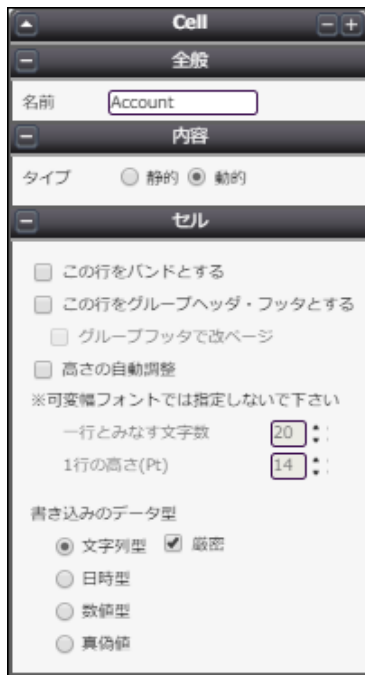 Cell
全般
名前 Account
内容
タイプ 静的 動的
セル
この行をバンドとする
この行をグループヘッダ・フッタとする
グループフッタで改ページ
高さの自動調整
※可変幅フォントでは指定しないで下さい
一行とみなす文字数 20
1行の高さ(Pt) 14
書き込みのデータ型
文字列型 厳密
日時型
数値型
真偽値